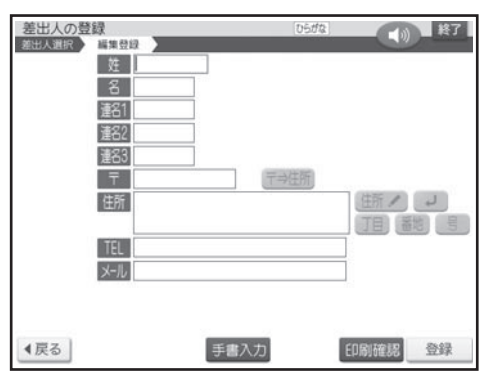 差出人の登録 ひらがな 終了
差出人選択 編集登録
姓
名
連名1
連名2
連名3
〒 〒⇒住所
住所 住所 ↲
丁目 番地 号
TEL
メール
◀戻る 手書入力 印刷確認 登録